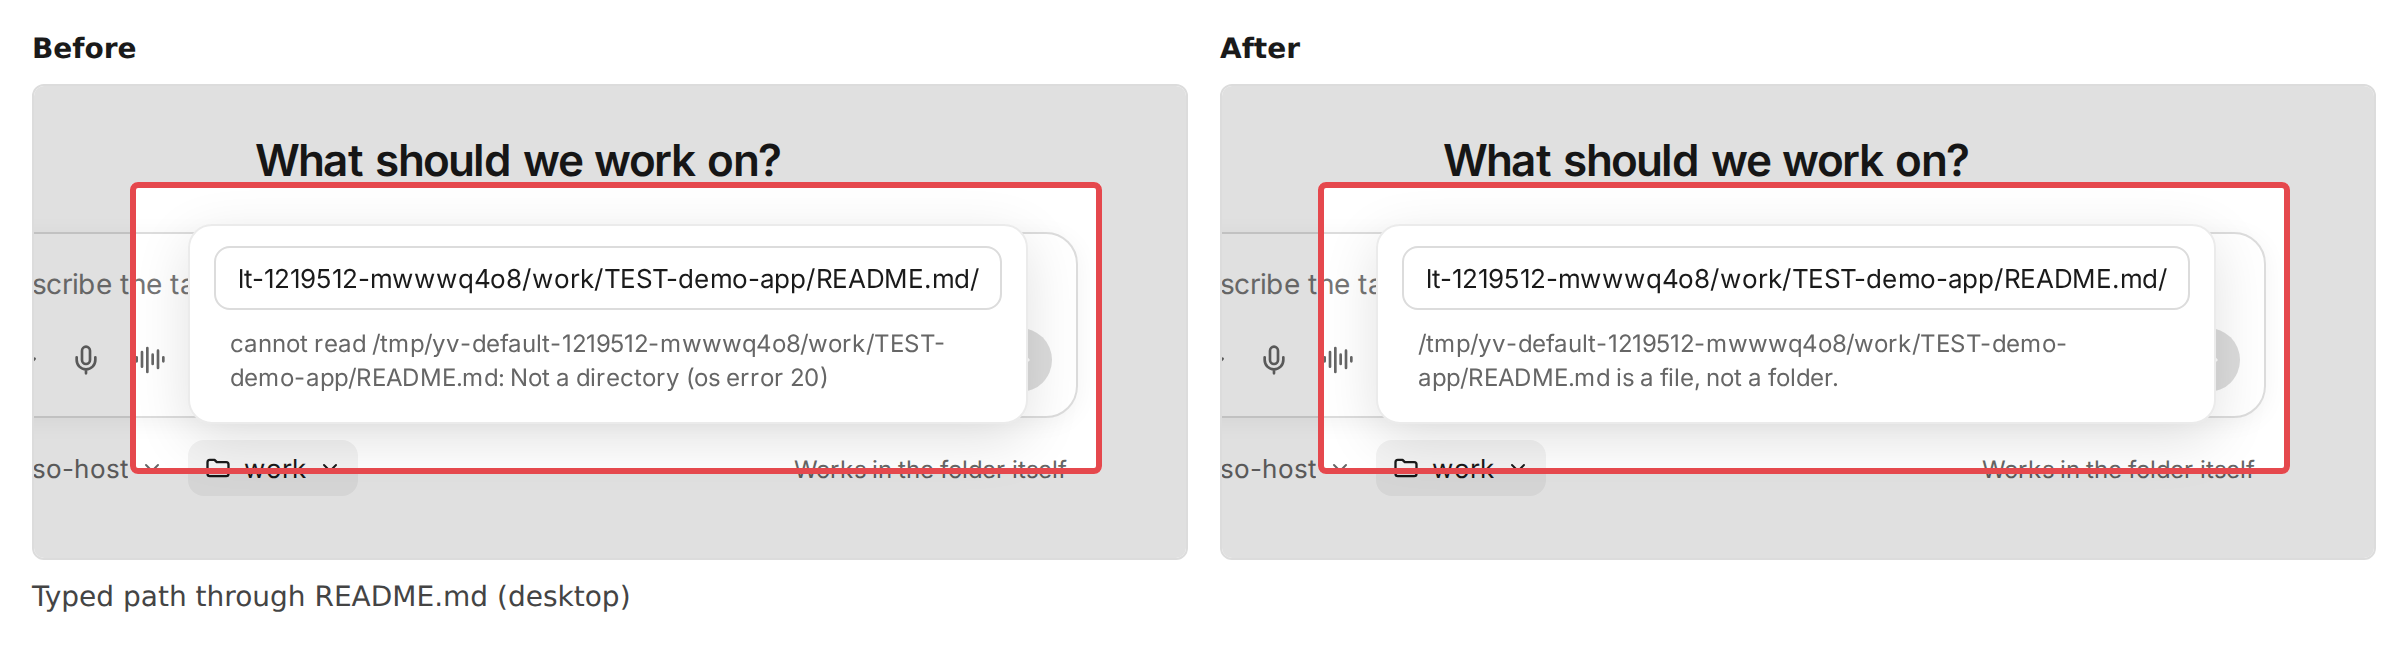 Before
What should we work on?
lt-1219512-mwwwq4o8/work/TEST-demo-app/README.md/
scribe the ta
cannot read /tmp/yv-default-1219512-mwwwq4o8/work/TEST-
demo-app/README.md: Not a directory (os error 20)
so-host
work
Works in the folder itself
After
What should we work on?
lt-1219512-mwwwq4o8/work/TEST-demo-app/README.md/
scribe the ta
/tmp/yv-default-1219512-mwwwq4o8/work/TEST-demo-
app/README.md is a file, not a folder.
so-host
work
Works in the folder itself
Typed path through README.md (desktop)